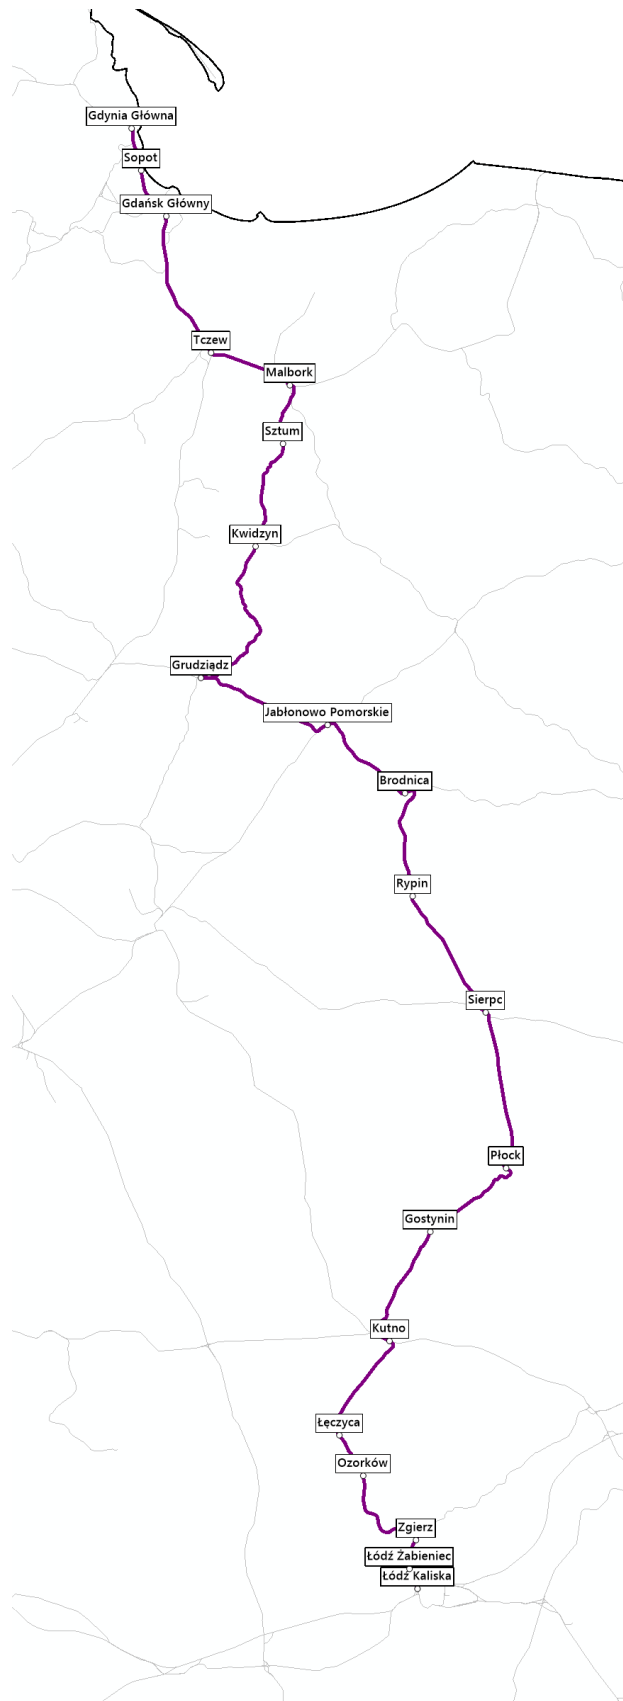 Gdynia Główna
Sopot
Gdańsk Główny
Tczew
Malbork
Sztum
Kwidzyn
Grudziądz
Jabłonowo Pomorskie
Brodnica
Rypin
Sierpc
Płock
Gostynin
Kutno
Łęczyca
Ozorków
Zgierz
Łódź Żabieniec
Łódź Kaliska